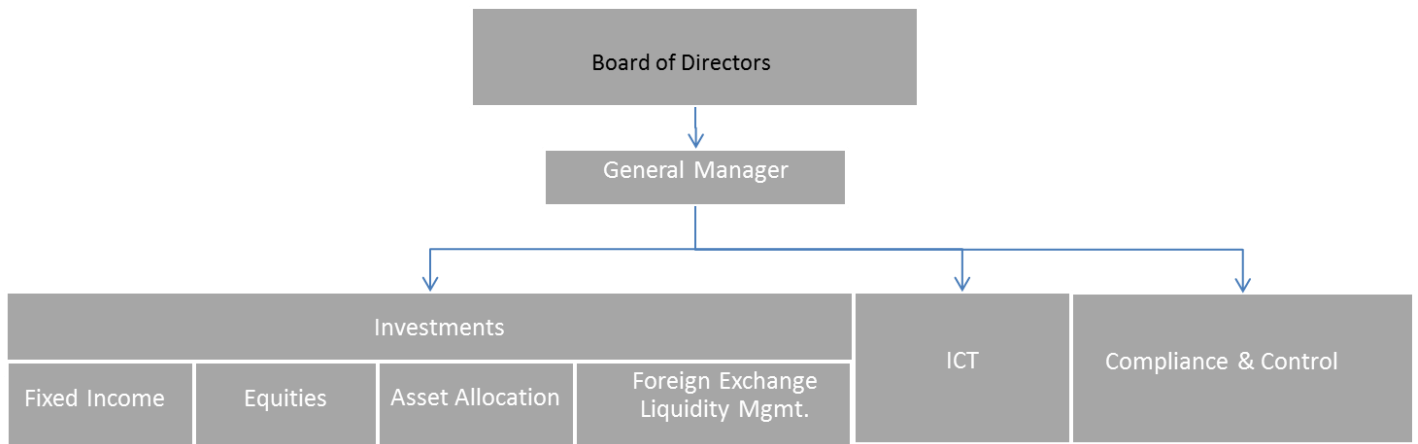 Board of Directors
General Manager
Investments
ICT
Compliance & Control
Fixed Income
Equities
Asset Allocation
Foreign Exchange
Liquidity Mgmt.